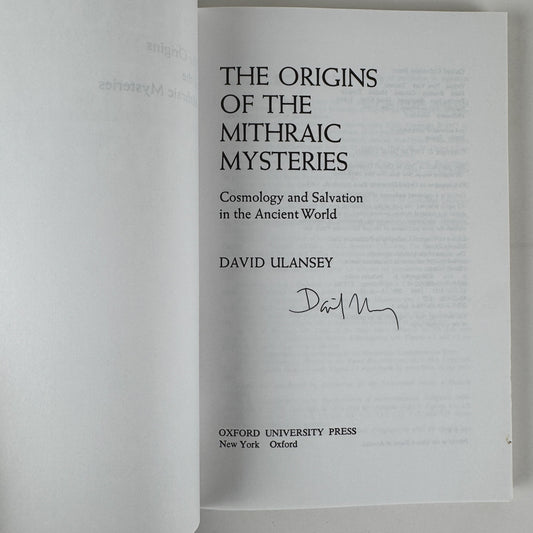 THE ORIGINS
OF THE
MITHRAIC
MYSTERIES
Cosmology and Salvation
in the Ancient World
DAVID ULANSEY
OXFORD UNIVERSITY PRESS
New York Oxford